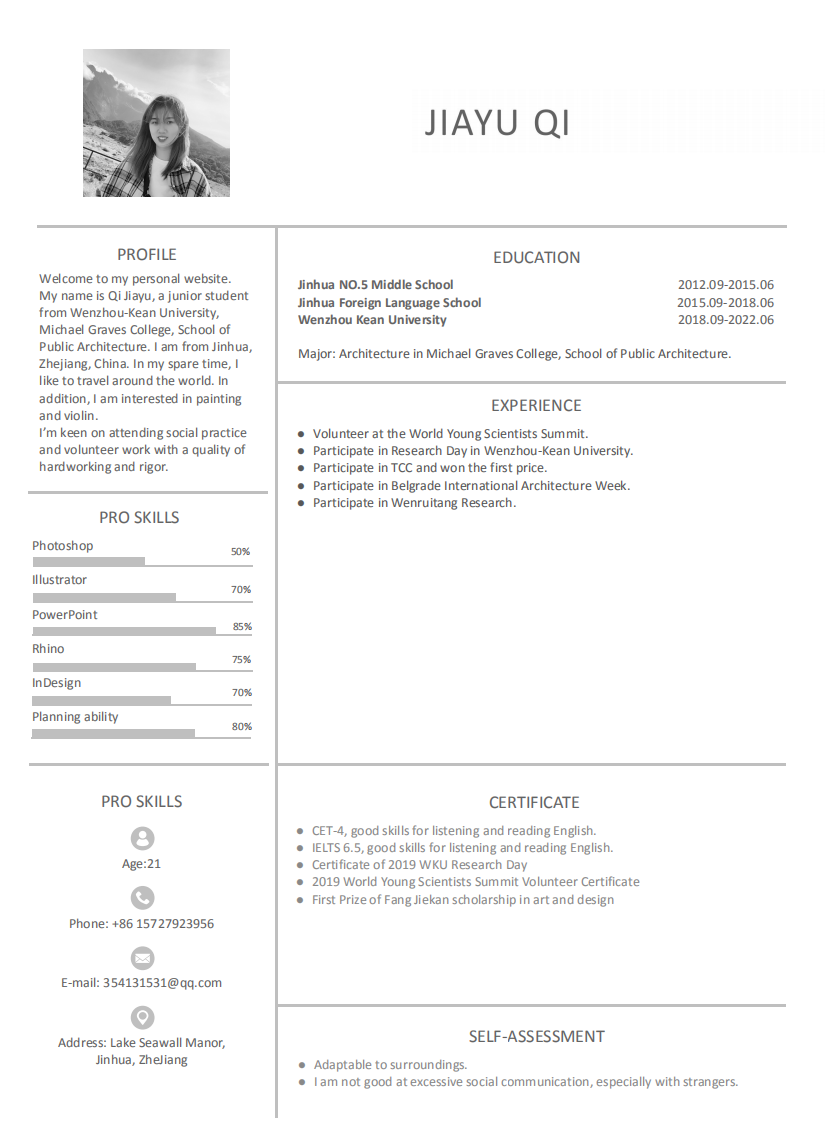 JIAYU QI
PROFILE
Welcome to my personal website.
My name is Qi Jiayu, a junior student
from Wenzhou-Kean University,
Michael Graves College, School of
Public Architecture. I am from Jinhua,
Zhejiang, China. In my spare time, I
like to travel around the world. In
addition, I am interested in painting
and violin.
I'm keen on attending social practice
and volunteer work with a quality of
hardworking and rigor.
PRO SKILLS
Photoshop
50%
Illustrator
70%
PowerPoint
85%
Rhino
75%
InDesign
70%
Planning ability
80%
PRO SKILLS
Age:21
Phone: +86 15727923956
E-mail: 354131531@qq.com
Address: Lake Seawall Manor,
Jinhua, ZheJiang
EDUCATION
Jinhua NO.5 Middle School 2012.09-2015.06
Jinhua Foreign Language School 2015.09-2018.06
Wenzhou Kean University 2018.09-2022.06
Major: Architecture in Michael Graves College, School of Public Architecture.
EXPERIENCE
● Volunteer at the World Young Scientists Summit.
● Participate in Research Day in Wenzhou-Kean University.
● Participate in TCC and won the first price.
● Participate in Belgrade International Architecture Week.
● Participate in Wenruitang Research.
CERTIFICATE
● CET-4, good skills for listening and reading English.
● IELTS 6.5, good skills for listening and reading English.
● Certificate of 2019 WKU Research Day
● 2019 World Young Scientists Summit Volunteer Certificate
● First Prize of Fang Jiekan scholarship in art and design
SELF-ASSESSMENT
● Adaptable to surroundings.
● I am not good at excessive social communication, especially with strangers.